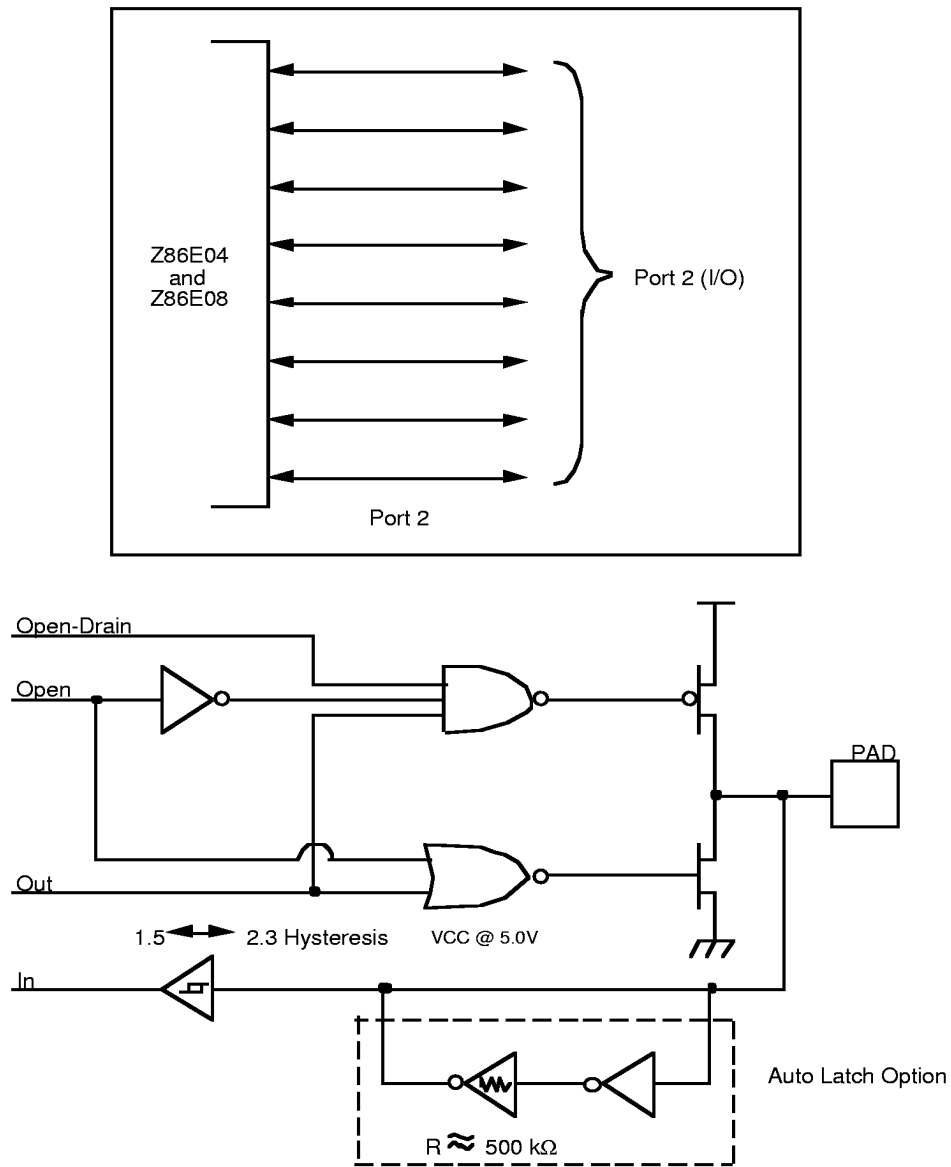 Z86E04
and
Z86E08
Port 2 (I/O)
Port 2
Open-Drain
Open
PAD
Out
1.5 2.3 Hysteresis VCC @ 5.0V
In
Auto Latch Option
R ≈ 500 kΩ